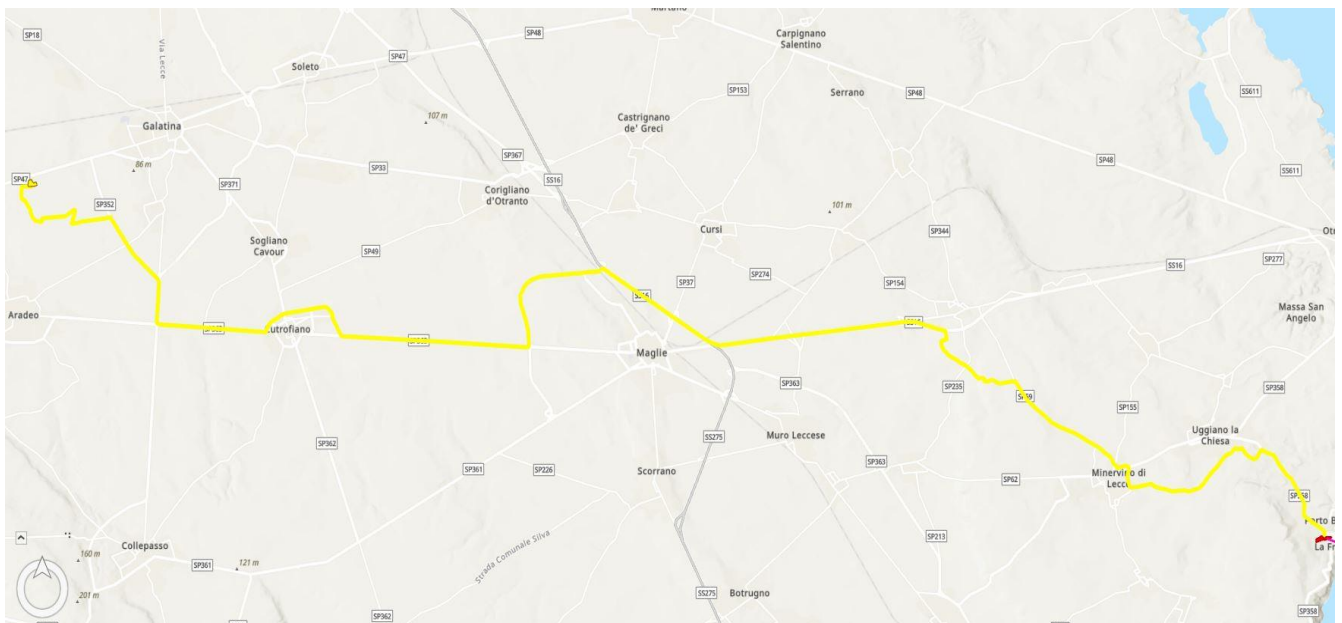 Martano
SP18
SP48
Carpignano
Salentino
Via Lecce
SP47
Soleto
SP153
Serrano
SP48
SS611
107 m
Castrignano
de' Greci
Galatina
SP367
SP48
86 m
SP33
SS611
SP47
SP371
SS16
Corigliano
d'Otranto
SP352
101 m
Cursi
SP344
Sogliano
Cavour
SP49
SP277
SS16
SP37
SP274
SP154
SS16
Massa San
Angelo
Aradeo
Maglie
SP363
SP358
SP235
SP155
SS275
Muro Leccese
Uggiano la
Chiesa
SP362
SP363
SP361
SP226
Scorrano
SP62
Minervino di
Lecce
SP213
Strada Comunale Silva
Collepasso
160 m
SP361
121 m
201 m
SS275
Botrugno
SP362
SP358